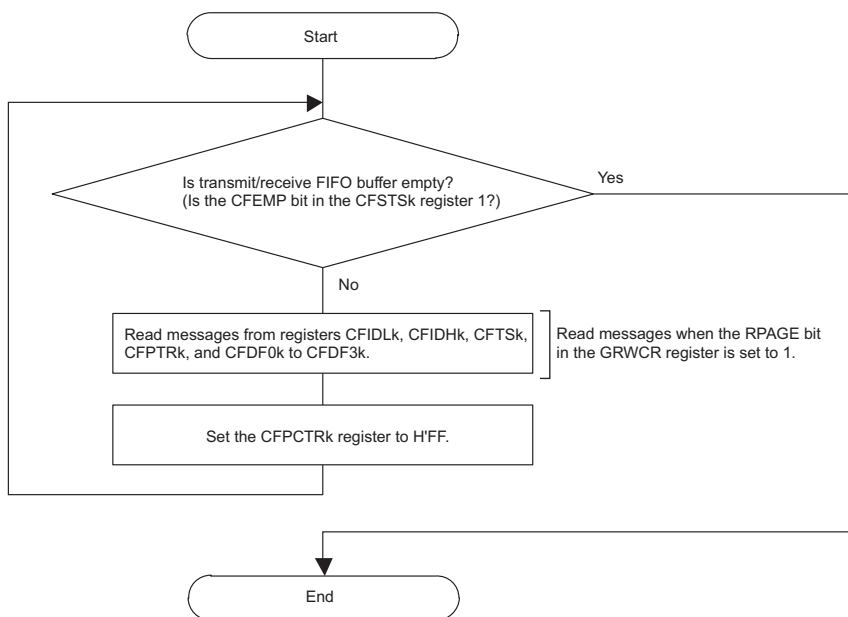 Start
Is transmit/receive FIFO buffer empty?
(Is the CFEMP bit in the CFSTSk register 1?)
Yes
No
Read messages from registers CFIDLk, CFIDHk, CFTSk,
CFPTRk, and CFDF0k to CFDF3k.
Read messages when the RPAGE bit
in the GRWCR register is set to 1.
Set the CFPCTRk register to H'FF.
End